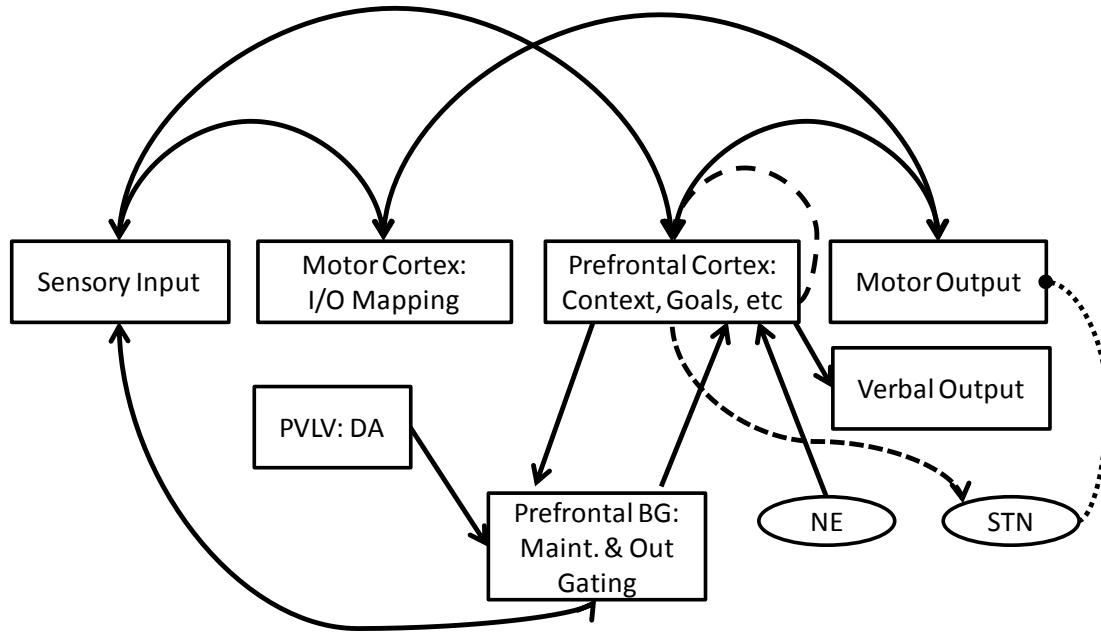 Sensory Input
Motor Cortex:
I/O Mapping
Prefrontal Cortex:
Context, Goals, etc
Motor Output
Verbal Output
PVLV: DA
Prefrontal BG:
Maint. & Out
Gating
NE
STN